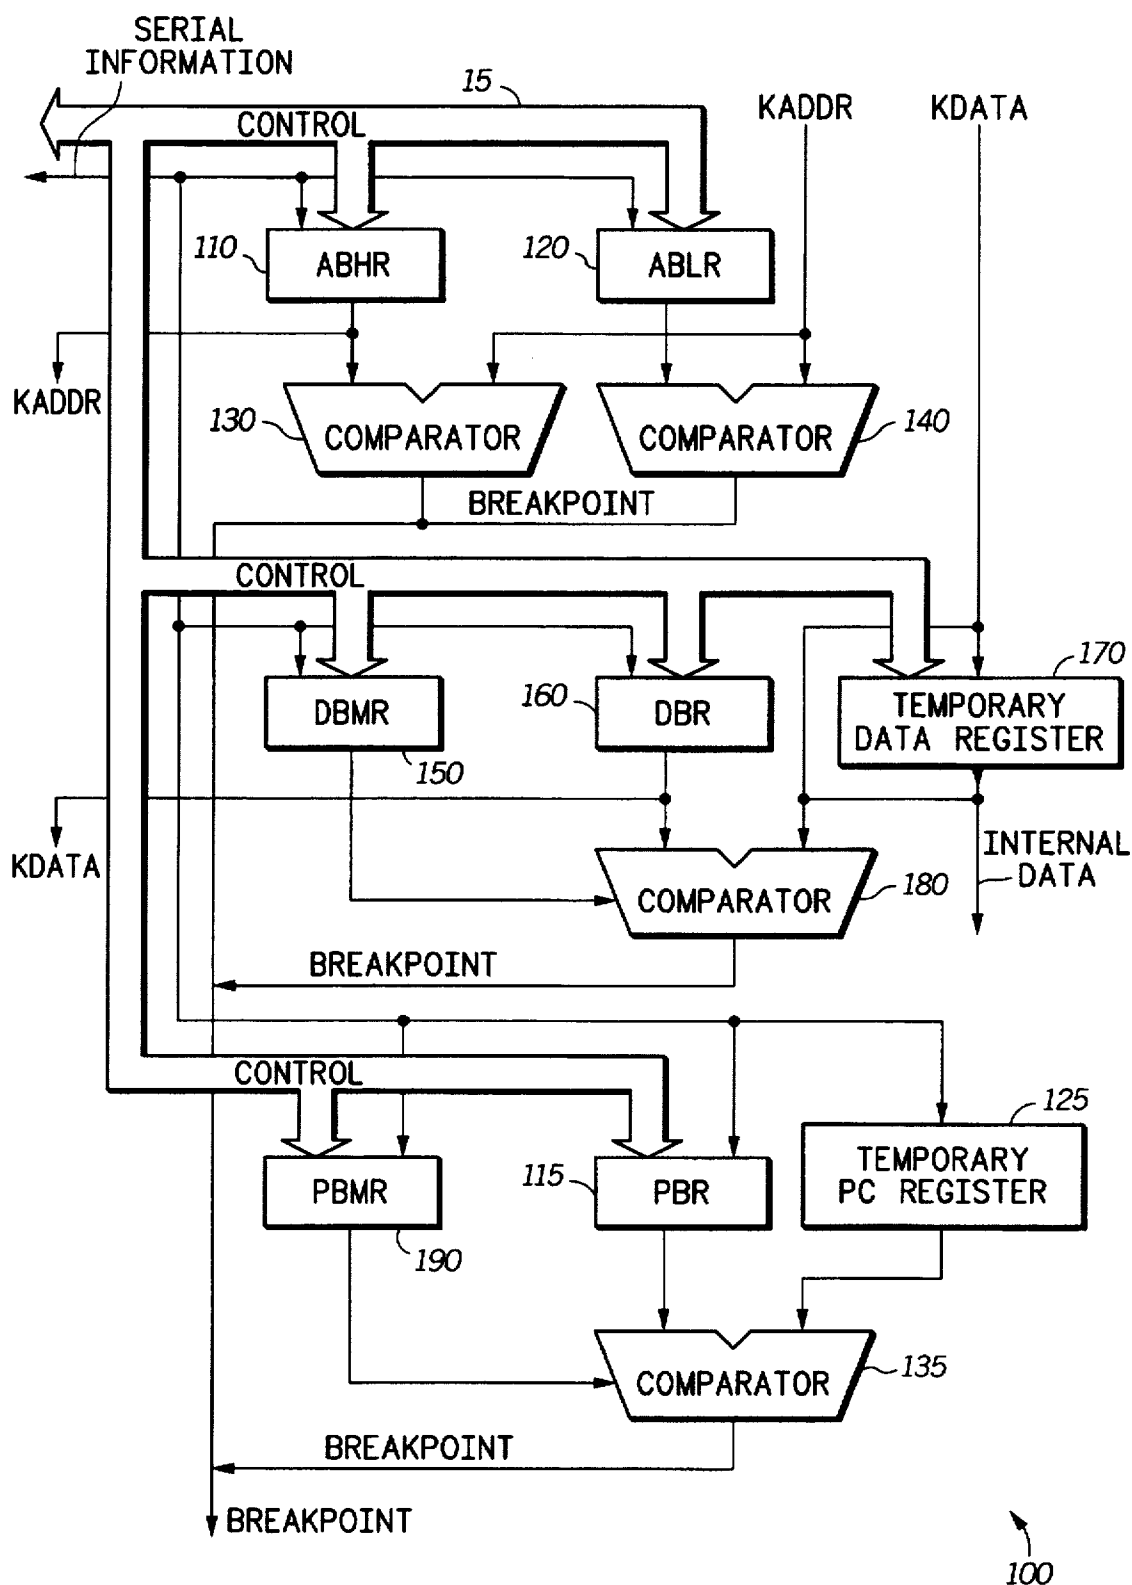 SERIAL
INFORMATION
15
CONTROL
KADDR
KDATA
110
ABHR
120
ABLR
KADDR
130
COMPARATOR
COMPARATOR
140
BREAKPOINT
CONTROL
DBMR
150
160
DBR
170
TEMPORARY
DATA REGISTER
KDATA
COMPARATOR
180
INTERNAL
DATA
BREAKPOINT
CONTROL
PBMR
190
115
PBR
125
TEMPORARY
PC REGISTER
COMPARATOR
135
BREAKPOINT
BREAKPOINT
100